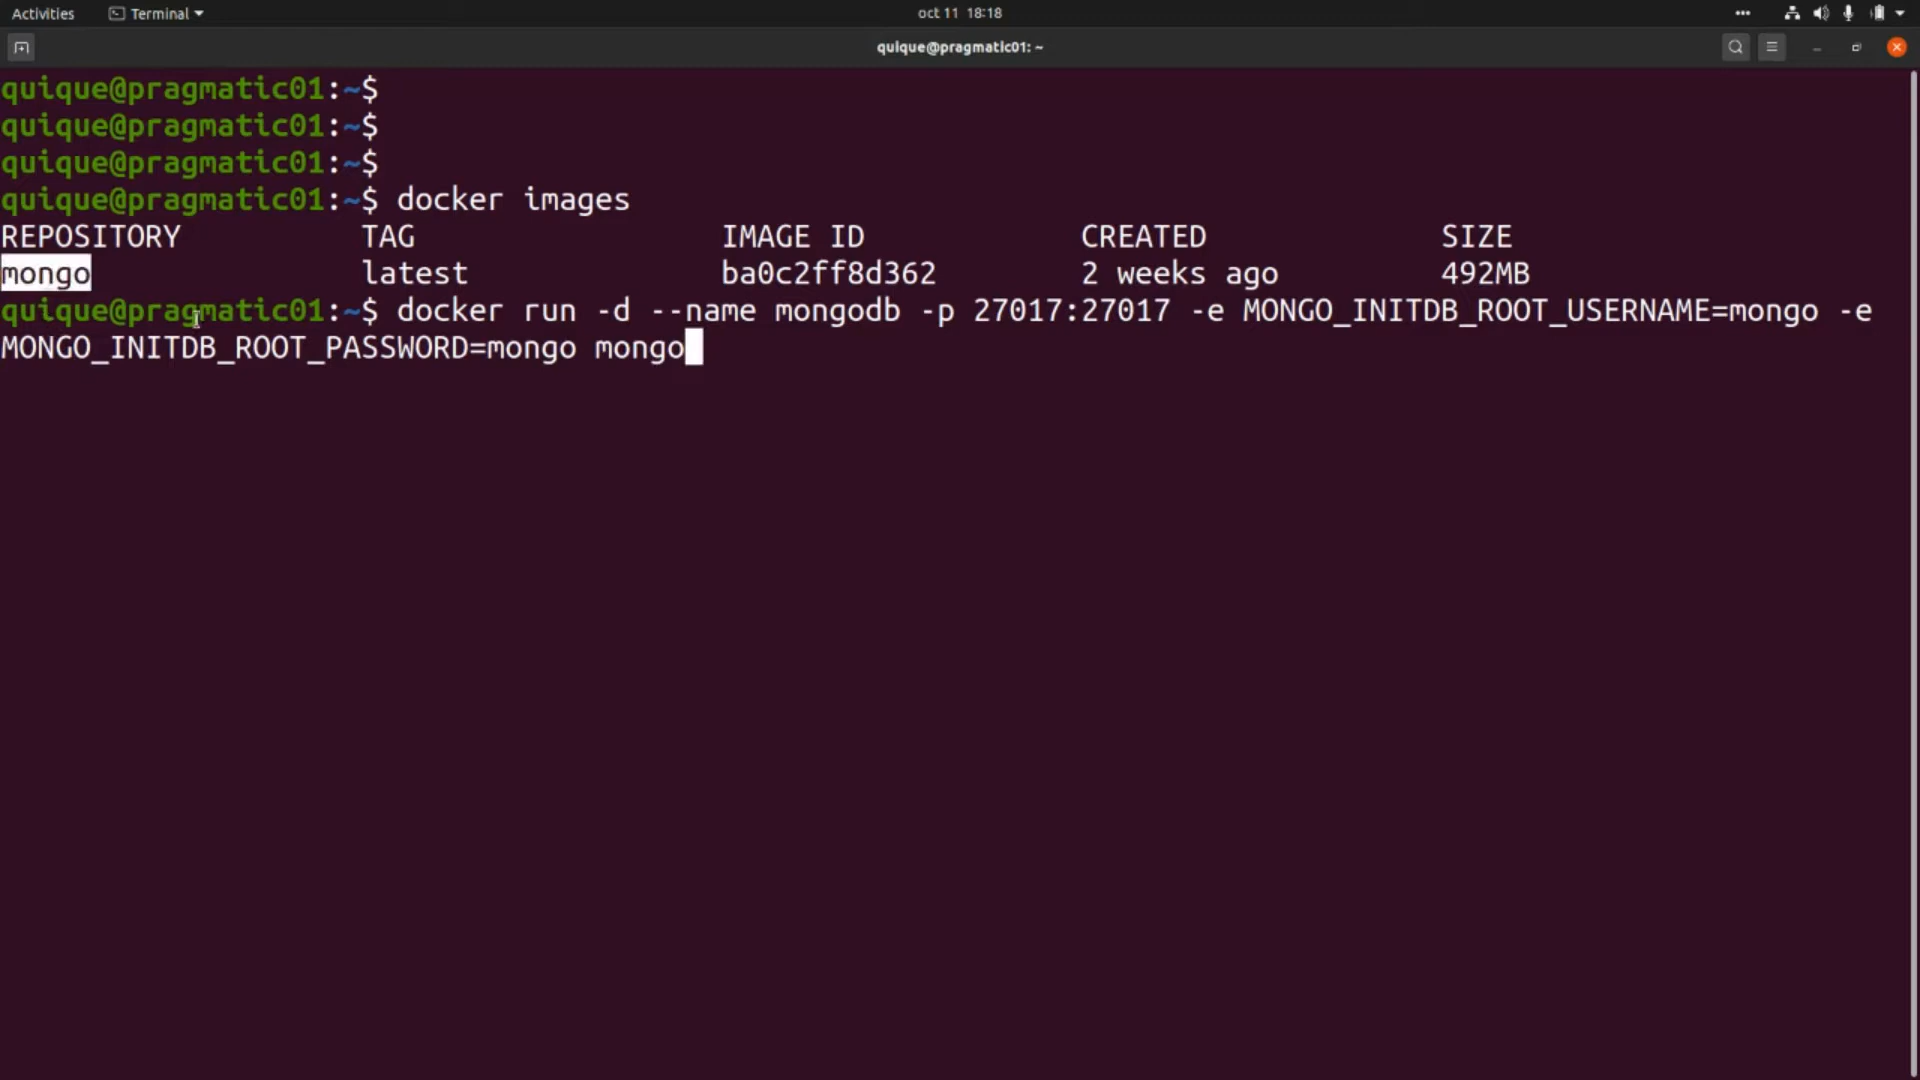 Activities Terminal oct 11 18:18
quique@pragmatic01: ~
quique@pragmatic01:~$
quique@pragmatic01:~$
quique@pragmatic01:~$
quique@pragmatic01:~$ docker images
REPOSITORY TAG IMAGE ID CREATED SIZE
mongo latest ba0c2ff8d362 2 weeks ago 492MB
quique@pragmatic01:~$ docker run -d --name mongodb -p 27017:27017 -e MONGO_INITDB_ROOT_USERNAME=mongo -e
MONGO_INITDB_ROOT_PASSWORD=mongo mongo